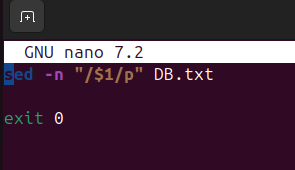 GNU nano 7.2
sed -n "/$1/p" DB.txt
exit 0